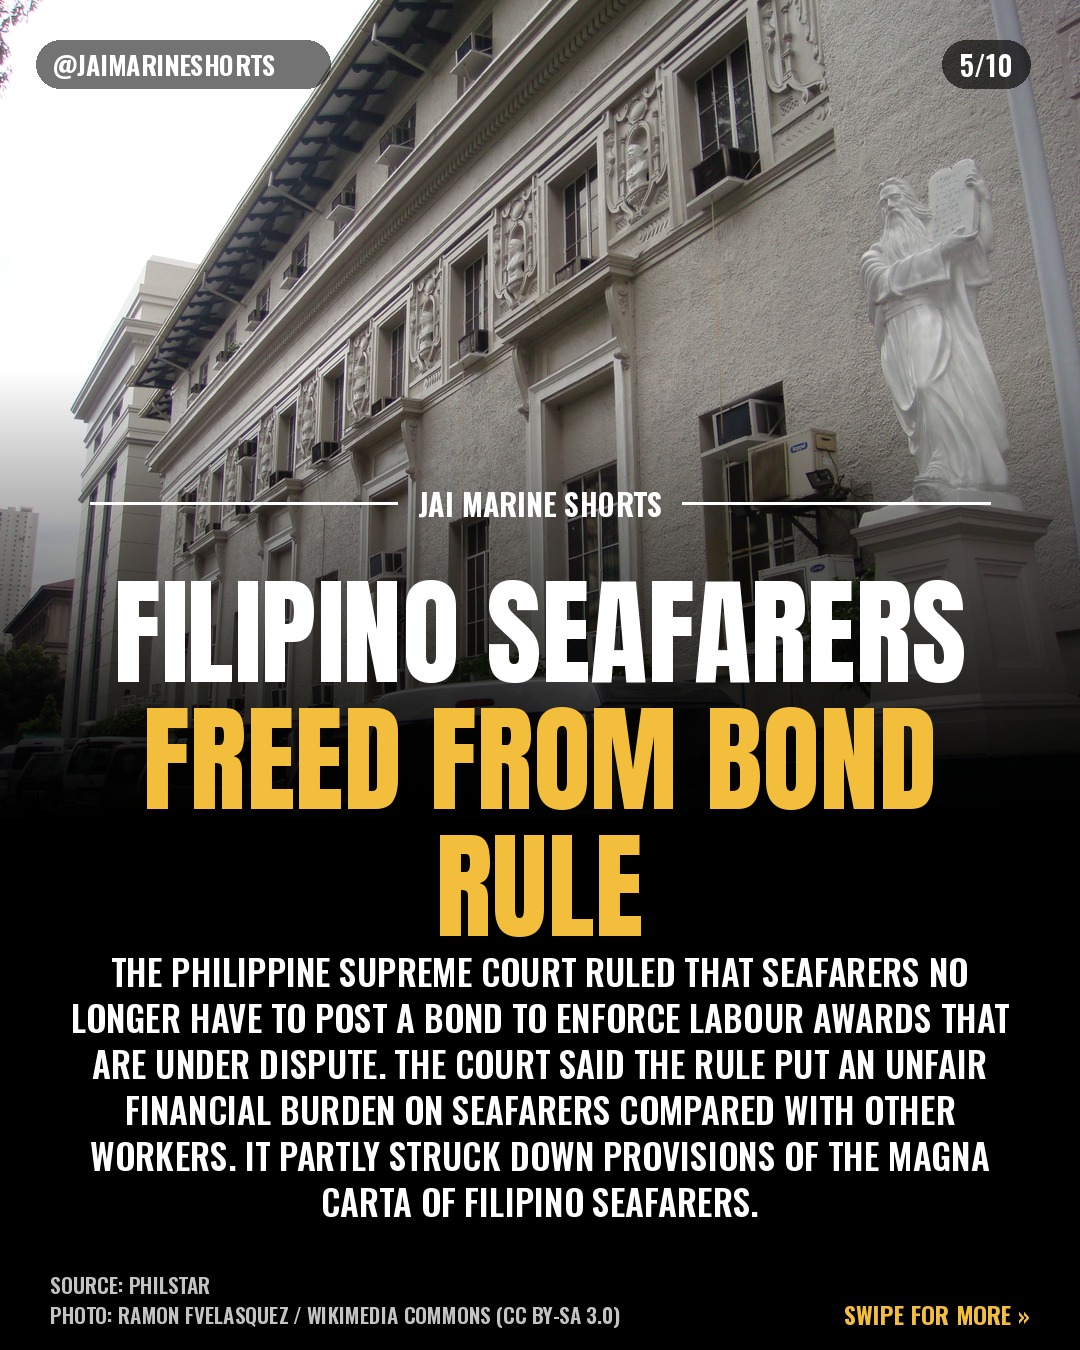 @JAIMARINESHORTS
5/10
JAI MARINE SHORTS
FILIPINO SEAFARERS
FREED FROM BOND
RULE
THE PHILIPPINE SUPREME COURT RULED THAT SEAFARERS NO
LONGER HAVE TO POST A BOND TO ENFORCE LABOUR AWARDS THAT
ARE UNDER DISPUTE. THE COURT SAID THE RULE PUT AN UNFAIR
FINANCIAL BURDEN ON SEAFARERS COMPARED WITH OTHER
WORKERS. IT PARTLY STRUCK DOWN PROVISIONS OF THE MAGNA
CARTA OF FILIPINO SEAFARERS.
SOURCE: PHILSTAR
PHOTO: RAMON FVELASQUEZ / WIKIMEDIA COMMONS (CC BY-SA 3.0)
SWIPE FOR MORE »